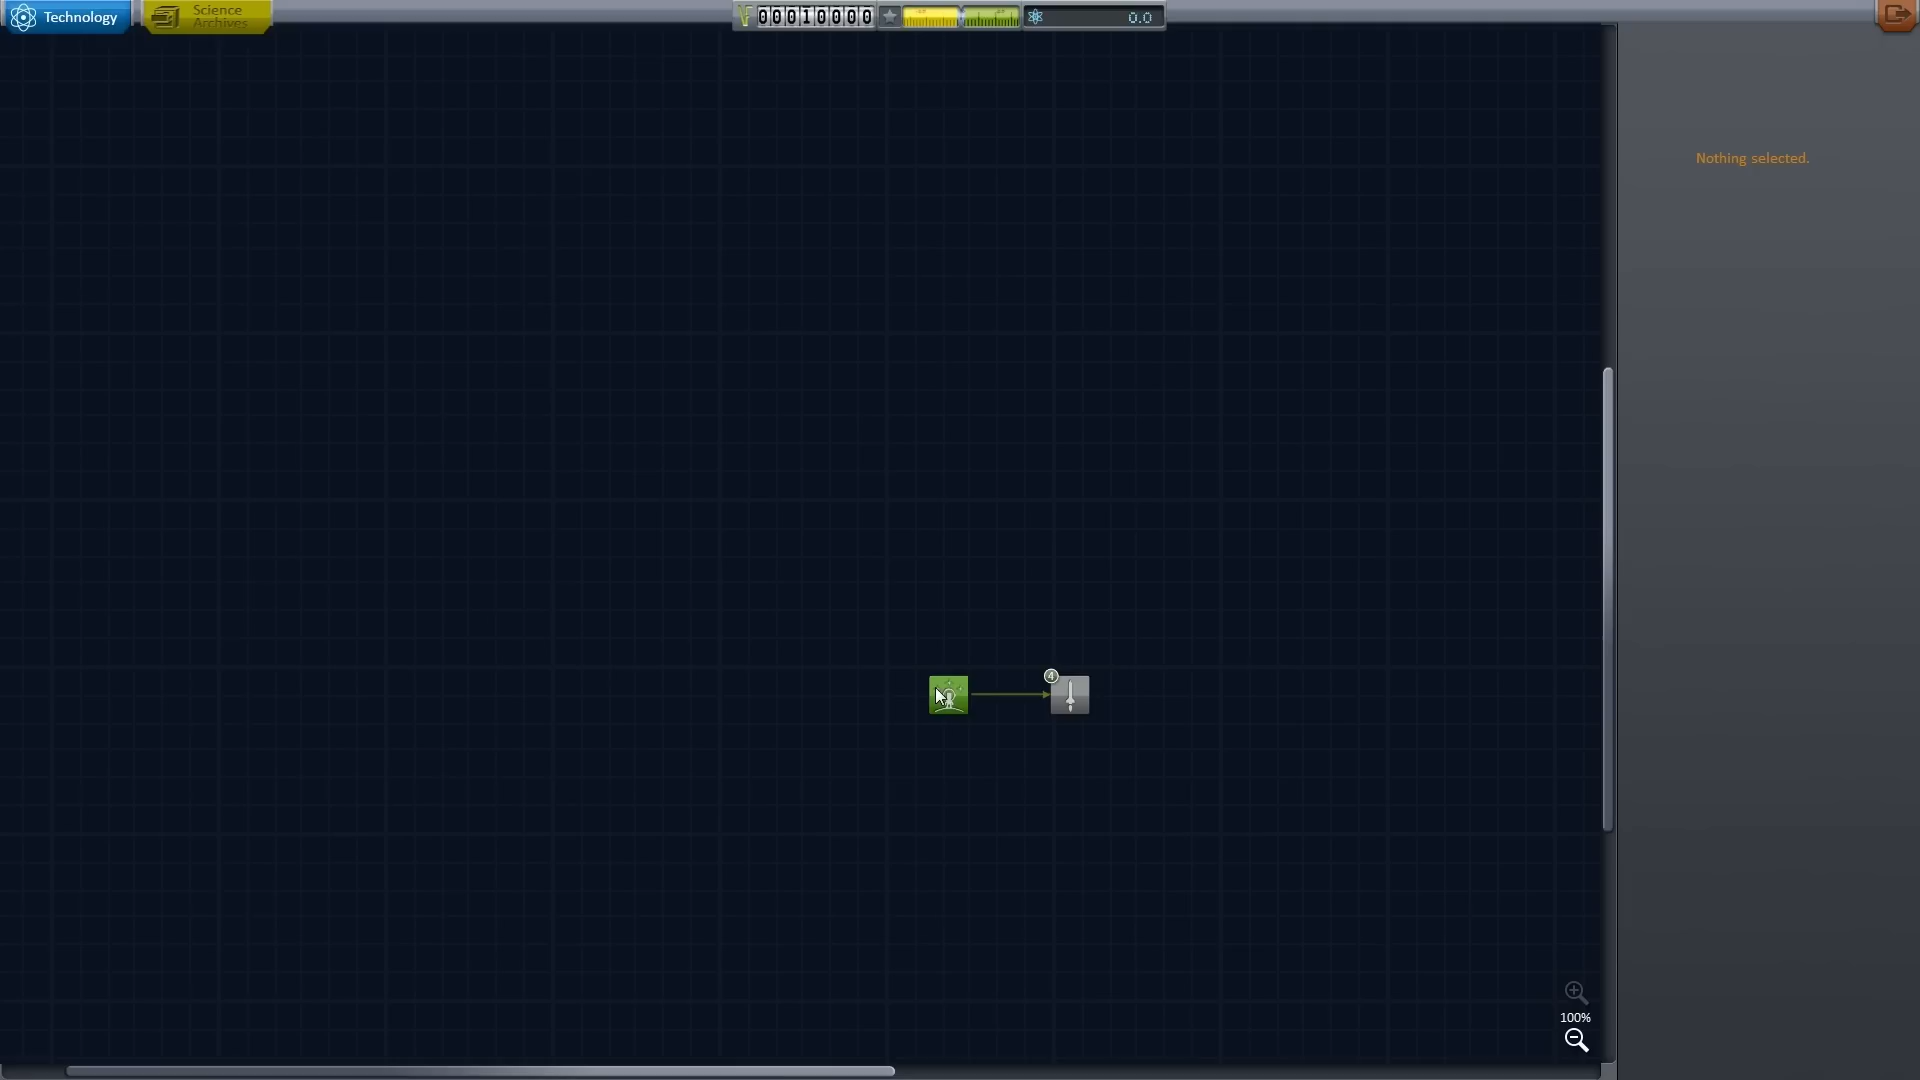 Technology
Science
Archives
00010000
0.0
Nothing selected.
4
100%